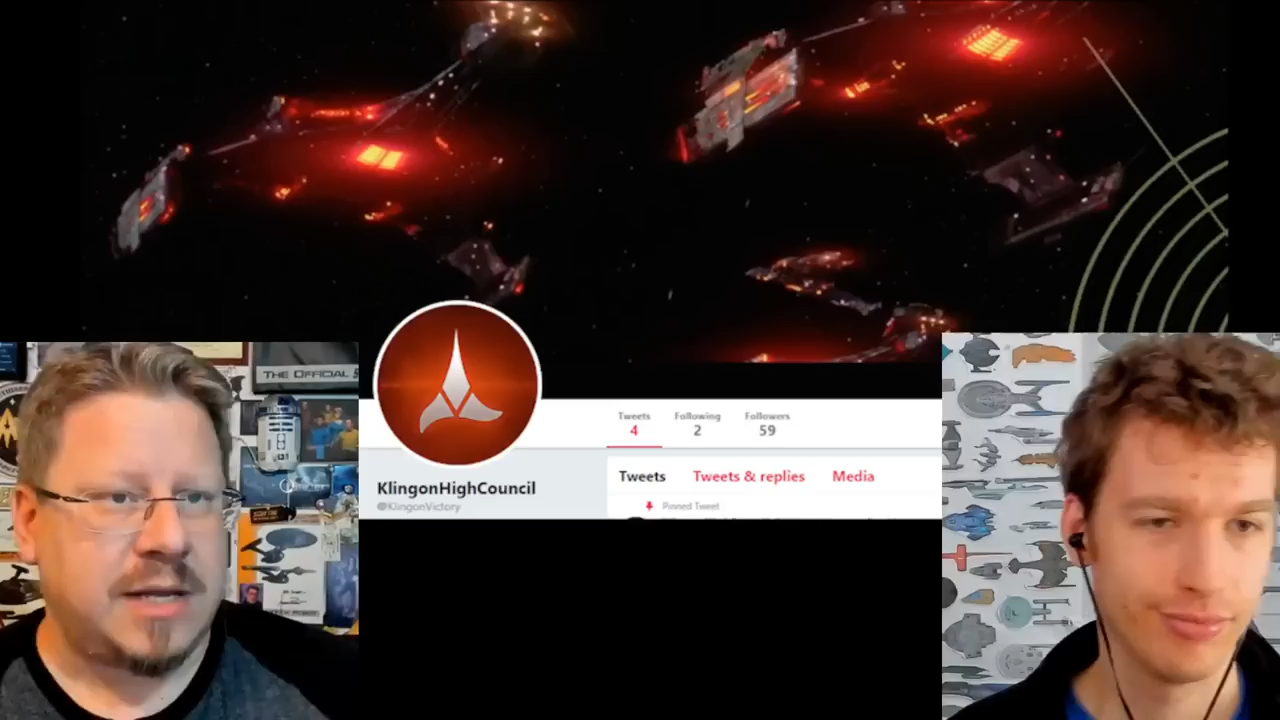 THE OFFICIAL
Tweets
Following
Followers
4
2
59
Tweets
Tweets & replies
Media
KlingonHighCouncil
@KlingonVictory
Pinned Tweet